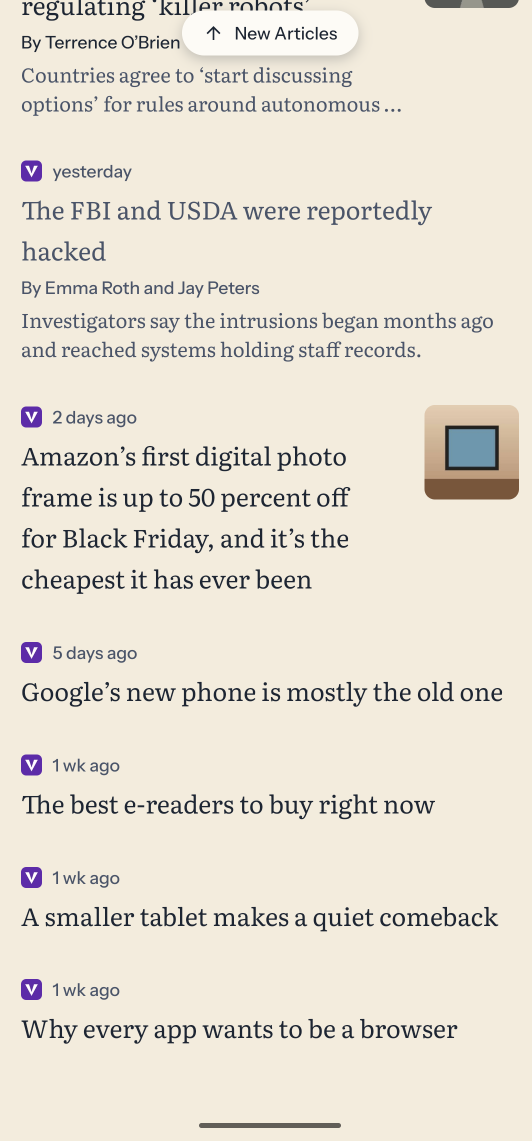 regulating ‘killer robots’
New Articles
By Terrence O’Brien
Countries agree to ‘start discussing
options’ for rules around autonomous ...
yesterday
The FBI and USDA were reportedly
hacked
By Emma Roth and Jay Peters
Investigators say the intrusions began months ago
and reached systems holding staff records.
2 days ago
Amazon’s first digital photo
frame is up to 50 percent off
for Black Friday, and it’s the
cheapest it has ever been
5 days ago
Google’s new phone is mostly the old one
1 wk ago
The best e-readers to buy right now
1 wk ago
A smaller tablet makes a quiet comeback
1 wk ago
Why every app wants to be a browser